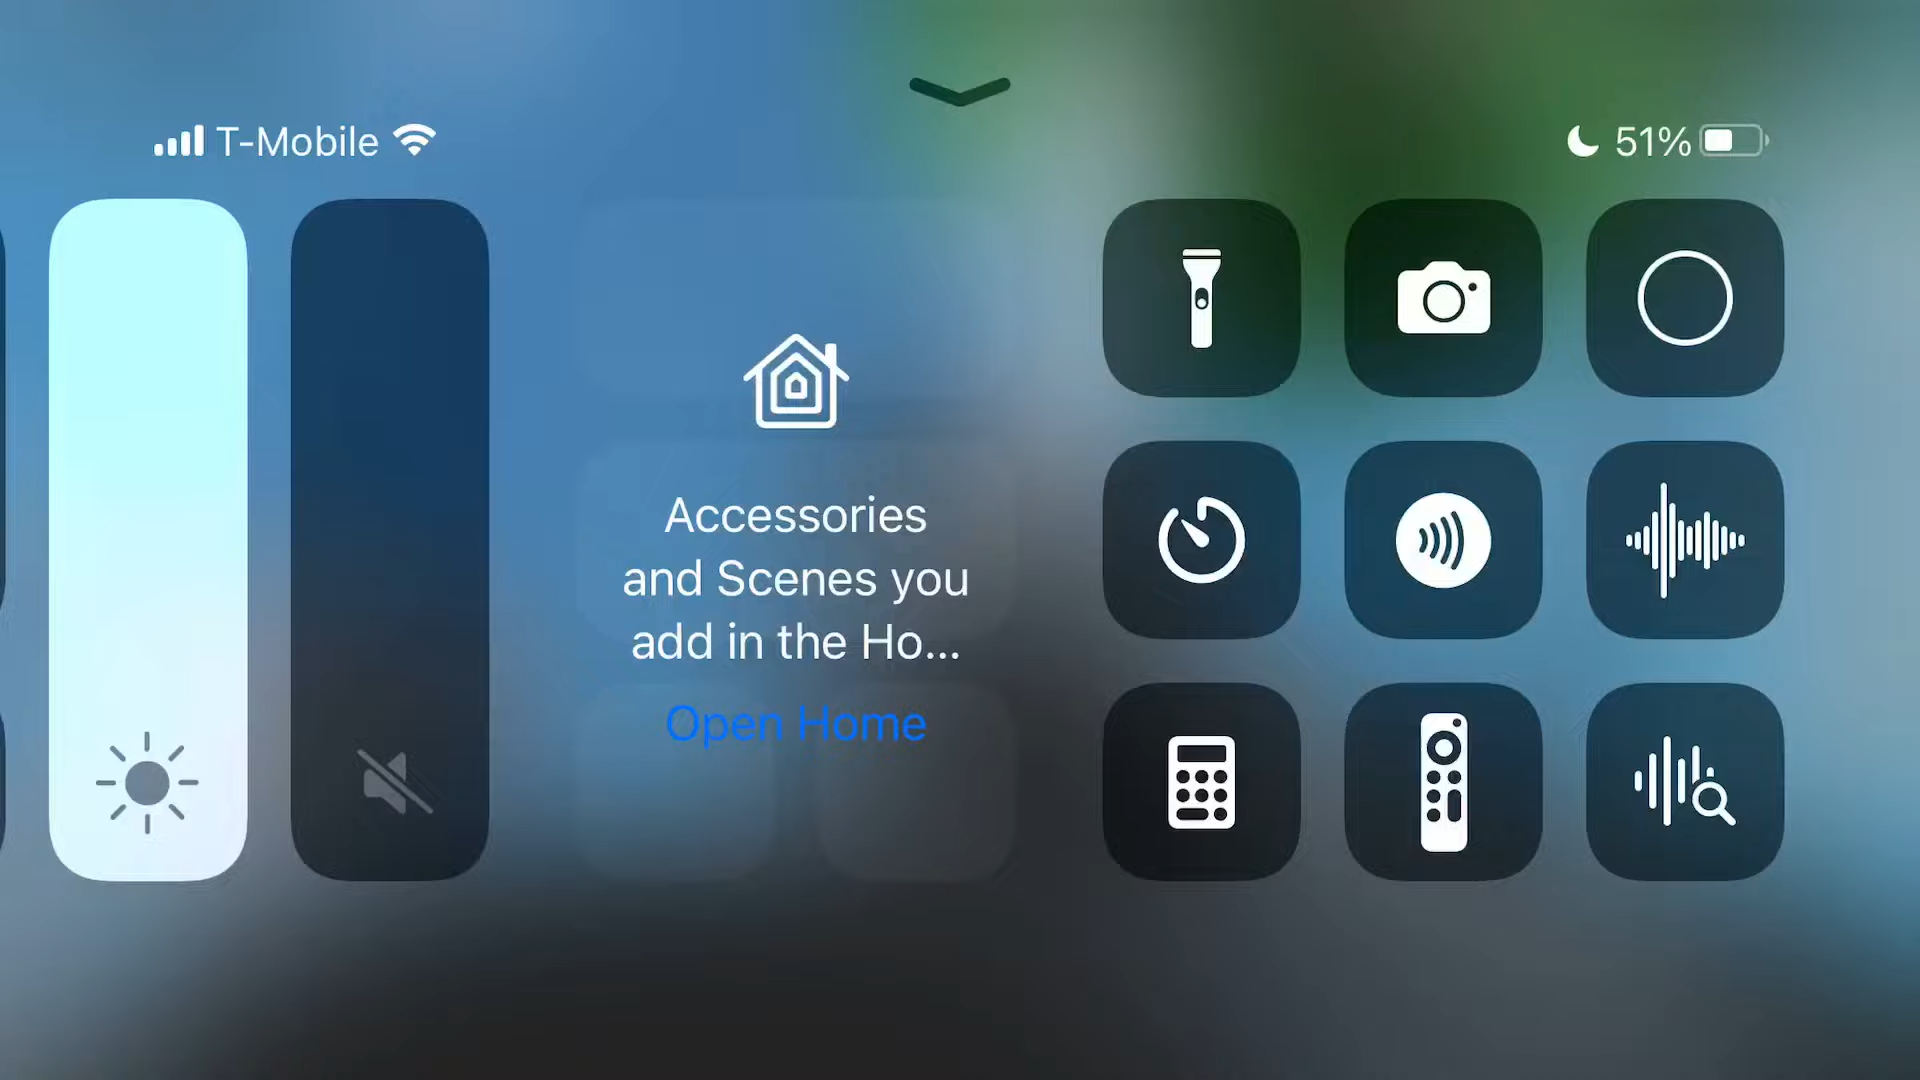 T-Mobile
51%
Accessories
and Scenes you
add in the Ho...
Open Home